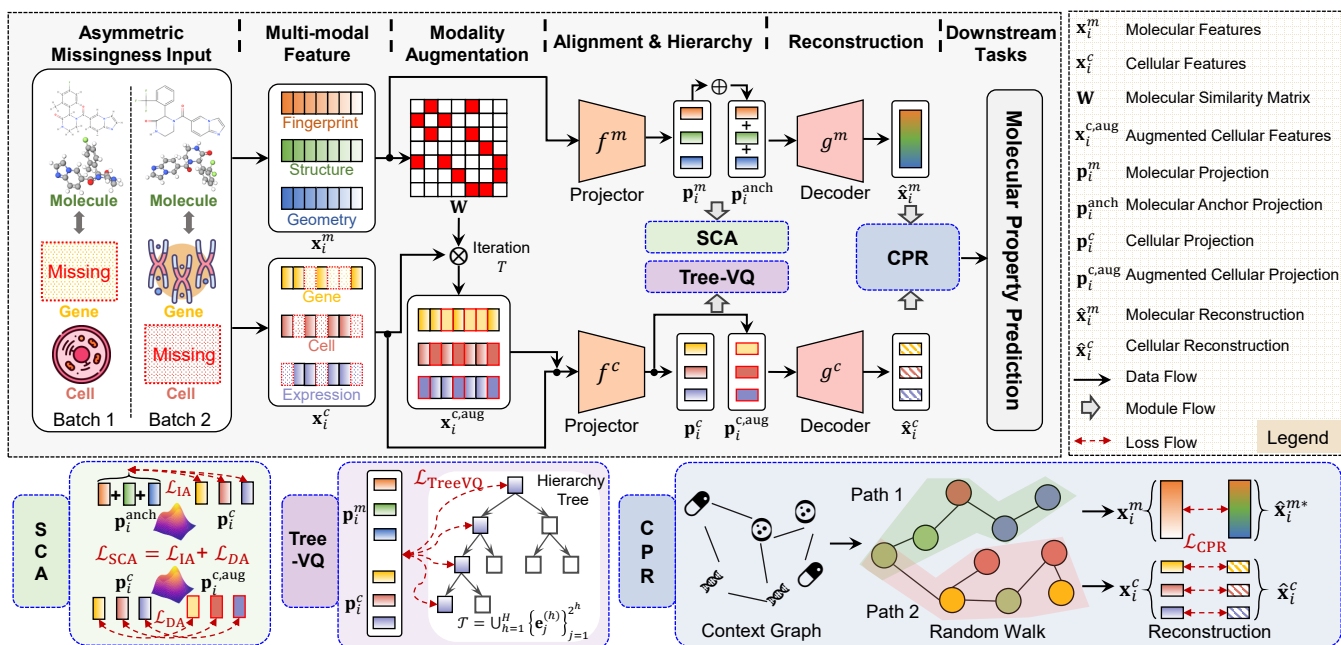 Asymmetric
Missingness Input
Multi-modal
Feature
Modality
Augmentation
Alignment & Hierarchy
Reconstruction
Downstream
Tasks
Molecule
Molecule
Missing
Gene
Gene
Cell
Missing
Cell
Batch 1
Batch 2
Fingerprint
Structure
Geometry
x_i^m
Gene
Cell
Expression
x_i^c
W
Iteration
T
x_i^{c,aug}
f^m
Projector
p_i^m
p_i^{anch}
g^m
Decoder
x̂_i^m
SCA
Tree-VQ
CPR
f^c
Projector
p_i^c
p_i^{c,aug}
g^c
Decoder
x̂_i^c
Molecular Property Prediction
x_i^m Molecular Features
x_i^c Cellular Features
W Molecular Similarity Matrix
x_i^{c,aug} Augmented Cellular Features
p_i^m Molecular Projection
p_i^{anch} Molecular Anchor Projection
p_i^c Cellular Projection
p_i^{c,aug} Augmented Cellular Projection
x̂_i^m Molecular Reconstruction
x̂_i^c Cellular Reconstruction
Data Flow
Module Flow
Loss Flow
Legend
SCA
+ +
ℒ_IA
p_i^{anch}
p_i^c
ℒ_SCA = ℒ_IA + ℒ_DA
p_i^c
p_i^{c,aug}
ℒ_DA
Tree
-VQ
p_i^m
p_i^c
ℒ_TreeVQ
Hierarchy
Tree
𝒯 = ∪_{h=1}^H {e_j^{(h)}}_{j=1}^{2^h}
CPR
Context Graph
Path 1
Path 2
Random Walk
x_i^m
x̂_i^{m*}
ℒ_CPR
x_i^c
x̂_i^c
Reconstruction